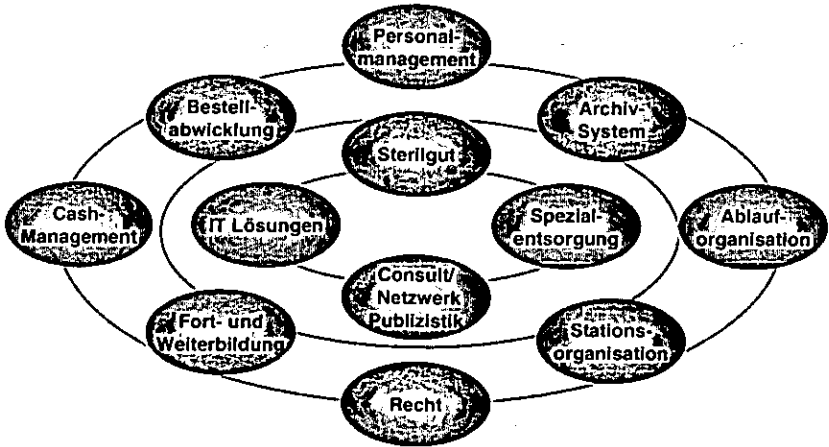 Personal-
management
Bestell-
abwicklung
Archiv-
System
Sterilgut
Cash-
Management
IT Lösungen
Spezial-
entsorgung
Ablauf-
organisation
Consult/
Netzwerk
Publizistik
Fort- und
Weiterbildung
Stations-
organisation
Recht